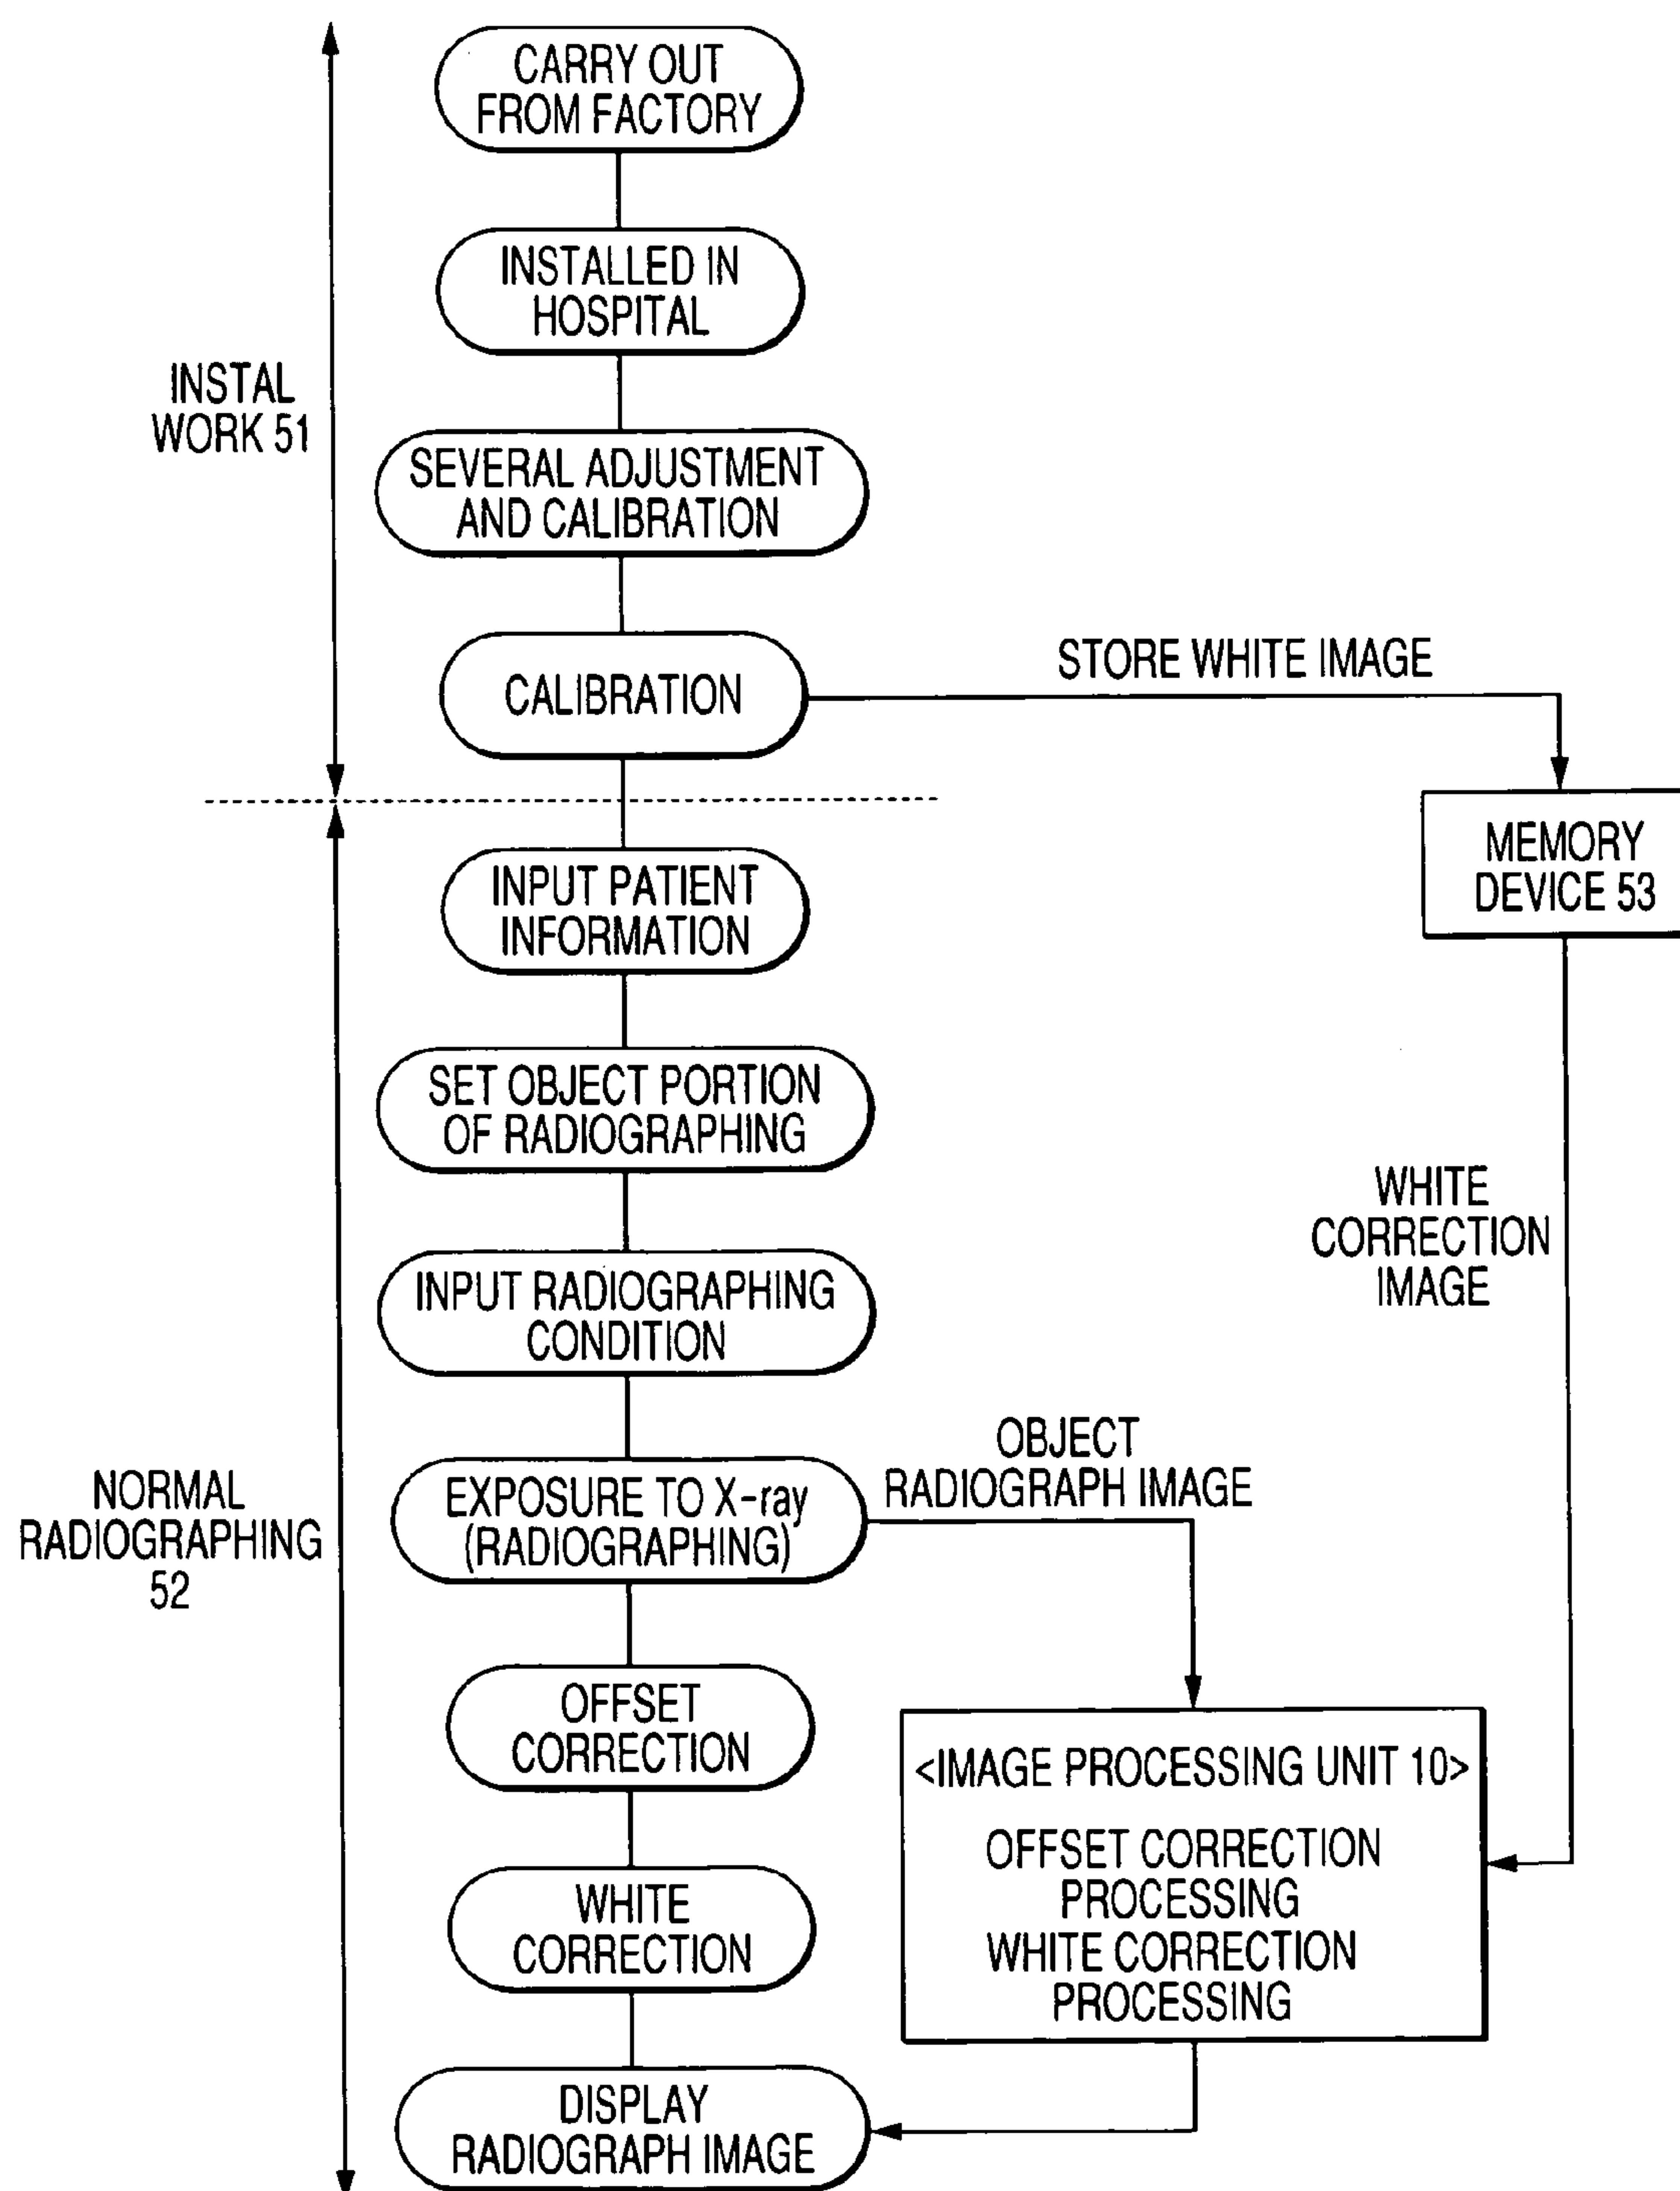 CARRY OUT
FROM FACTORY
INSTALLED IN
HOSPITAL
INSTAL
WORK 51
SEVERAL ADJUSTMENT
AND CALIBRATION
CALIBRATION
STORE WHITE IMAGE
MEMORY
DEVICE 53
INPUT PATIENT
INFORMATION
SET OBJECT PORTION
OF RADIOGRAPHING
WHITE
CORRECTION
IMAGE
INPUT RADIOGRAPHING
CONDITION
OBJECT
RADIOGRAPH IMAGE
NORMAL
RADIOGRAPHING
52
EXPOSURE TO X-ray
(RADIOGRAPHING)
OFFSET
CORRECTION
<IMAGE PROCESSING UNIT 10>
OFFSET CORRECTION
PROCESSING
WHITE CORRECTION
PROCESSING
WHITE
CORRECTION
DISPLAY
RADIOGRAPH IMAGE